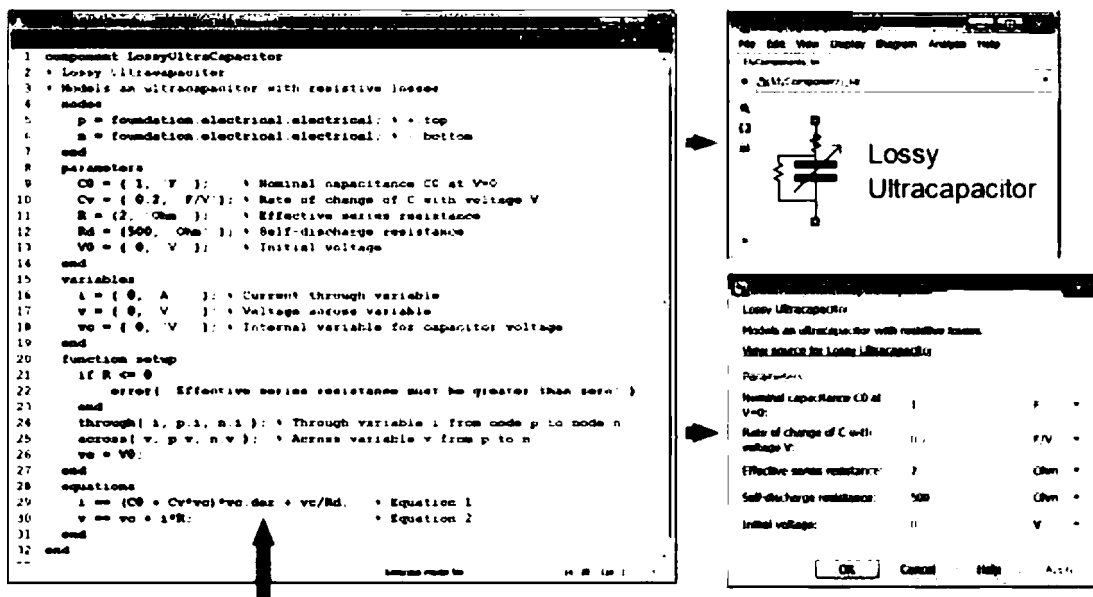 1 component LossyUltraCapacitor
2 % Lossy Ultracapacitor
3 % Models an ultracapacitor with resistive losses
4 nodes
5 p = foundation.electrical.electrical; % + top
6 n = foundation.electrical.electrical; % - bottom
7 end
8 parameters
9 C0 = { 1, 'F' }; % Nominal capacitance C0 at V=0
10 Cv = { 0.2, 'F/V'}; % Rate of change of C with voltage V
11 R = {2, 'Ohm' }; % Effective series resistance
12 Rd = {500, 'Ohm' }; % Self-discharge resistance
13 V0 = { 0, 'V' }; % Initial voltage
14 end
15 variables
16 i = { 0, 'A' }; % Current through variable
17 v = { 0, 'V' }; % Voltage across variable
18 vc = { 0, 'V' }; % Internal variable for capacitor voltage
19 end
20 function setup
21 if R <= 0
22 error( 'Effective series resistance must be greater than zero' )
23 end
24 through( i, p.i, n.i ); % Through variable i from node p to node n
25 across( v, p.v, n.v ); % Across variable v from p to n
26 vc = V0;
27 end
28 equations
29 i == (C0 + Cv*vc)*vc.der + vc/Rd; % Equation 1
30 v == vc + i*R; % Equation 2
31 end
32 end
File Edit View Display Diagram Analysis Help
Lossy
Ultracapacitor
Lossy Ultracapacitor
Models an ultracapacitor with resistive losses
View source for Lossy Ultracapacitor
Parameters
Nominal capacitance C0 at V=0: 1 F
Rate of change of C with voltage V: 0.2 F/V
Effective series resistance: 2 Ohm
Self-discharge resistance: 500 Ohm
Initial voltage: 0 V
OK Cancel Help Apply